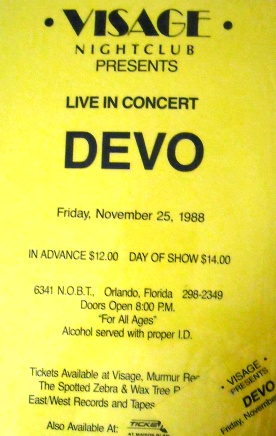 • VISAGE •
NIGHTCLUB
PRESENTS
LIVE IN CONCERT
DEVO
Friday, November 25, 1988
IN ADVANCE $12.00 DAY OF SHOW $14.00
6341 N.O.B.T., Orlando, Florida 298-2349
Doors Open 8:00 P.M.
"For All Ages"
Alcohol served with proper I.D.
Tickets Available at Visage, Murmur Rec
The Spotted Zebra & Wax Tree R
East/West Records and Tapes
Also Available At:
• VISAGE •
PRESENTS
DEVO
Friday, November